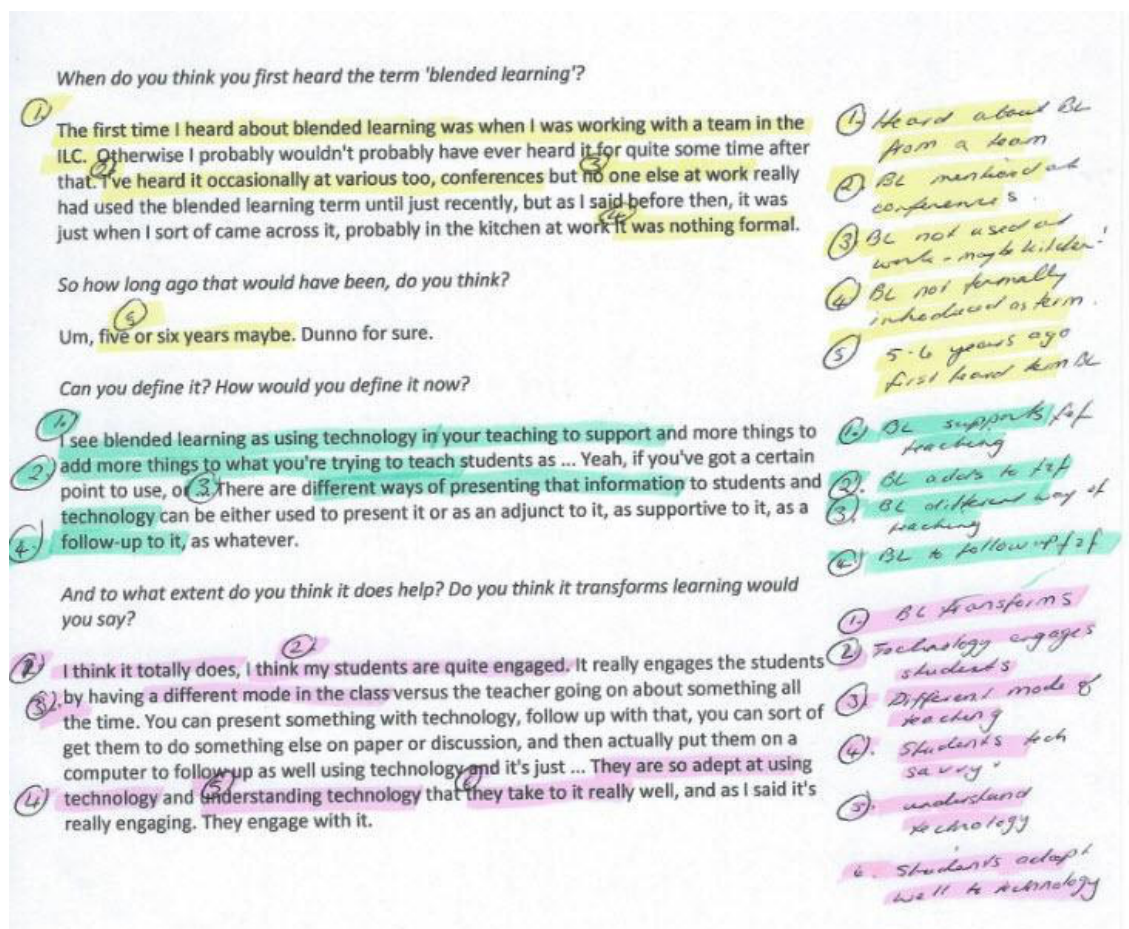 When do you think you first heard the term 'blended learning'?
1.
The first time I heard about blended learning was when I was working with a team in the
ILC. Otherwise I probably wouldn't probably have ever heard it for quite some time after
that. I've heard it occasionally at various too, conferences but no one else at work really
had used the blended learning term until just recently, but as I said before then, it was
just when I sort of came across it, probably in the kitchen at work it was nothing formal.
2
3
4
So how long ago that would have been, do you think?
5
Um, five or six years maybe. Dunno for sure.
Can you define it? How would you define it now?
1.
I see blended learning as using technology in your teaching to support and more things to
2
add more things to what you're trying to teach students as ... Yeah, if you've got a certain
point to use, or 3 There are different ways of presenting that information to students and
technology can be either used to present it or as an adjunct to it, as supportive to it, as a
4.
follow-up to it, as whatever.
And to what extent do you think it does help? Do you think it transforms learning would
you say?
2
1
I think it totally does, I think my students are quite engaged. It really engages the students
3.
by having a different mode in the class versus the teacher going on about something all
the time. You can present something with technology, follow up with that, you can sort of
get them to do something else on paper or discussion, and then actually put them on a
computer to follow up as well using technology and it's just ... They are so adept at using
5
6
4
technology and understanding technology that they take to it really well, and as I said it's
really engaging. They engage with it.
1. Heard about BL
from a team
2. BL mentioned at
conferences.
3. BL not used at
work - maybe kitchen!
4 BL not formally
introduced as term.
5 5-6 years ago
first heard term BL
1. BL supports f2f
teaching
2. BL adds to f2f
3. BL different way of
teaching
4. BL to follow up f2f
1. BL transforms
2 Technology engages
students
3 Different mode of
teaching
4. Students tech
savvy.
5. understand
technology
6. Students adapt
well to technology